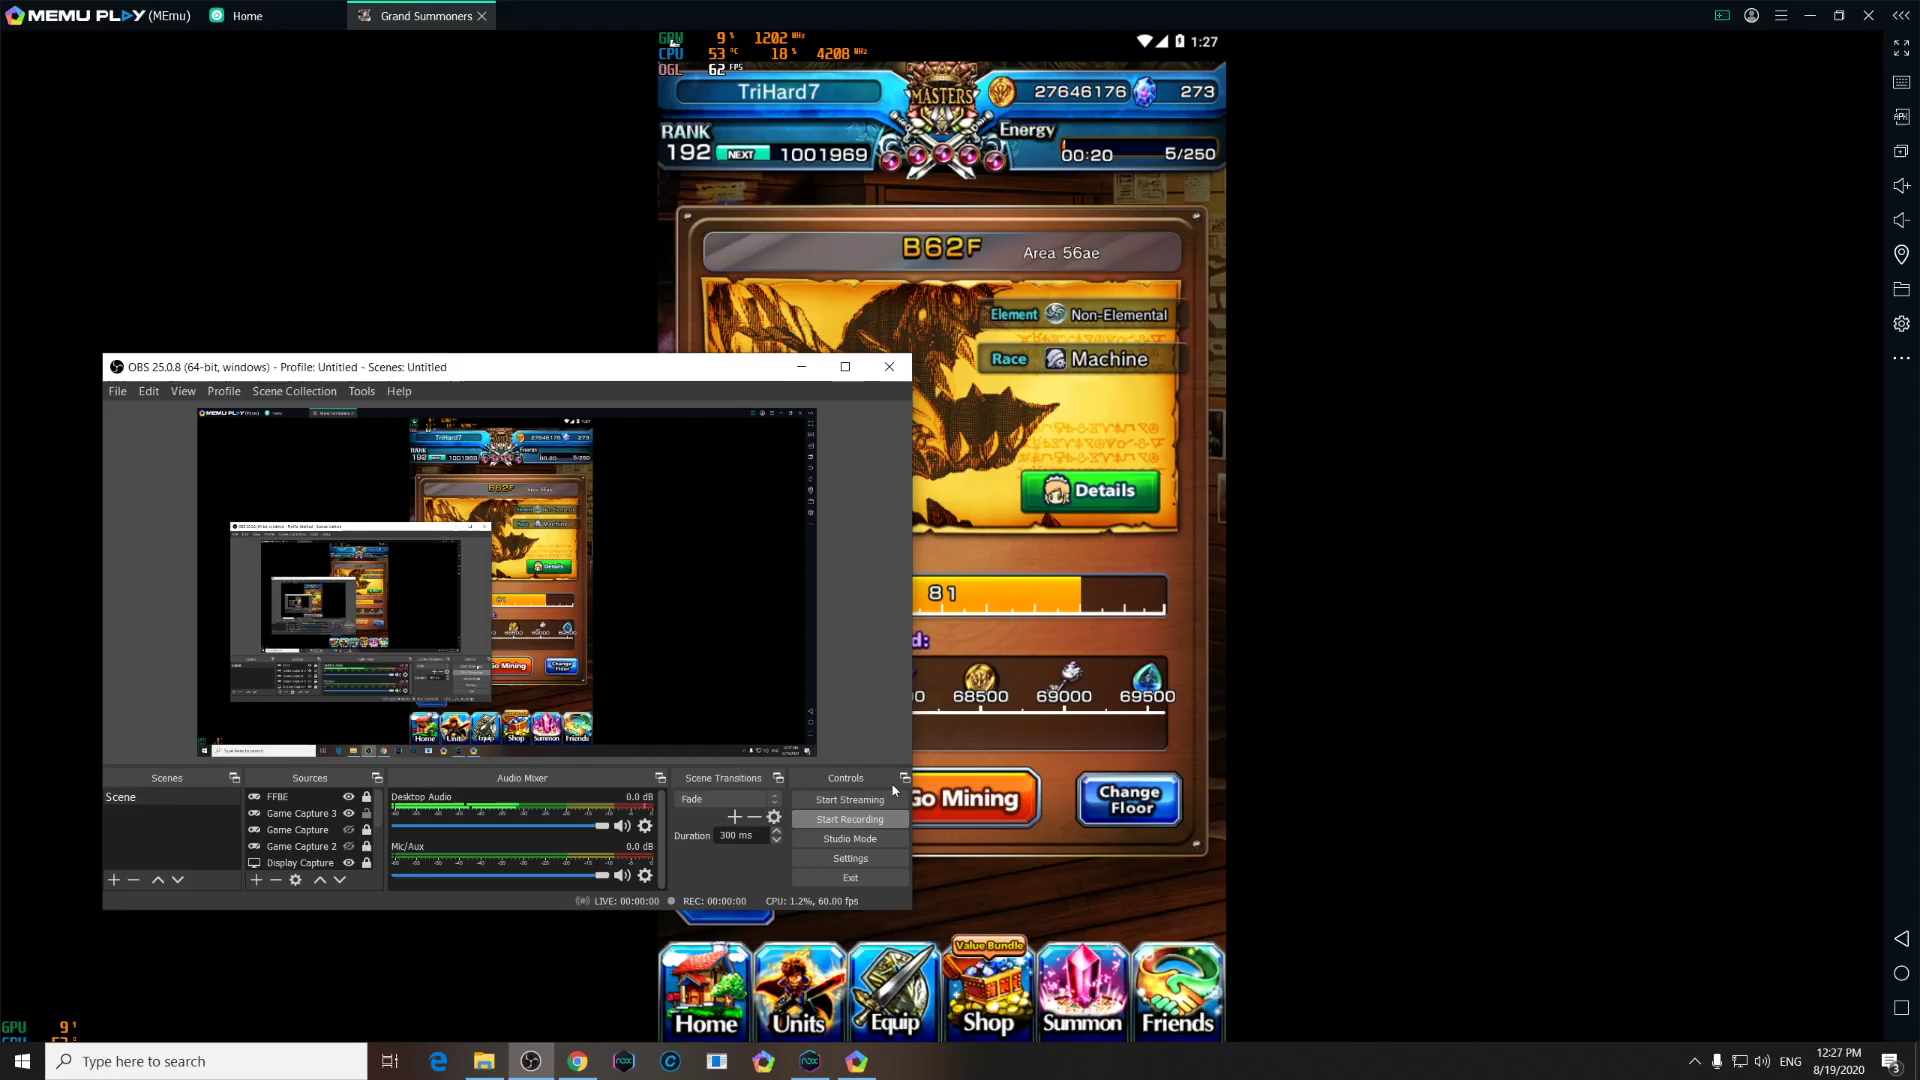 MEMU PLAY (MEmu)
Home
Grand Summoners
GPU 9 % 1202 MHz
CPU 53 °C 18 % 4208 MHz
OGL 62 FPS
1:27
TriHard7
MASTERS
27646176
273
RANK
192
NEXT
1001969
Energy
00:20
5/250
B62F
Area 56ae
Element Non-Elemental
Race Machine
Details
81
d:
68500
69000
69500
Go Mining
Change Floor
OBS 25.0.8 (64-bit, windows) - Profile: Untitled - Scenes: Untitled
File Edit View Profile Scene Collection Tools Help
Scenes
Sources
Audio Mixer
Scene Transitions
Controls
Scene
FFBE
Game Capture 3
Game Capture
Game Capture 2
Display Capture
Desktop Audio
0.0 dB
Mic/Aux
0.0 dB
Fade
Duration 300 ms
Start Streaming
Start Recording
Studio Mode
Settings
Exit
LIVE: 00:00:00
REC: 00:00:00
CPU: 1.2%, 60.00 fps
Value Bundle
Home
Units
Equip
Shop
Summon
Friends
GPU 9
Type here to search
ENG
12:27 PM
8/19/2020
3